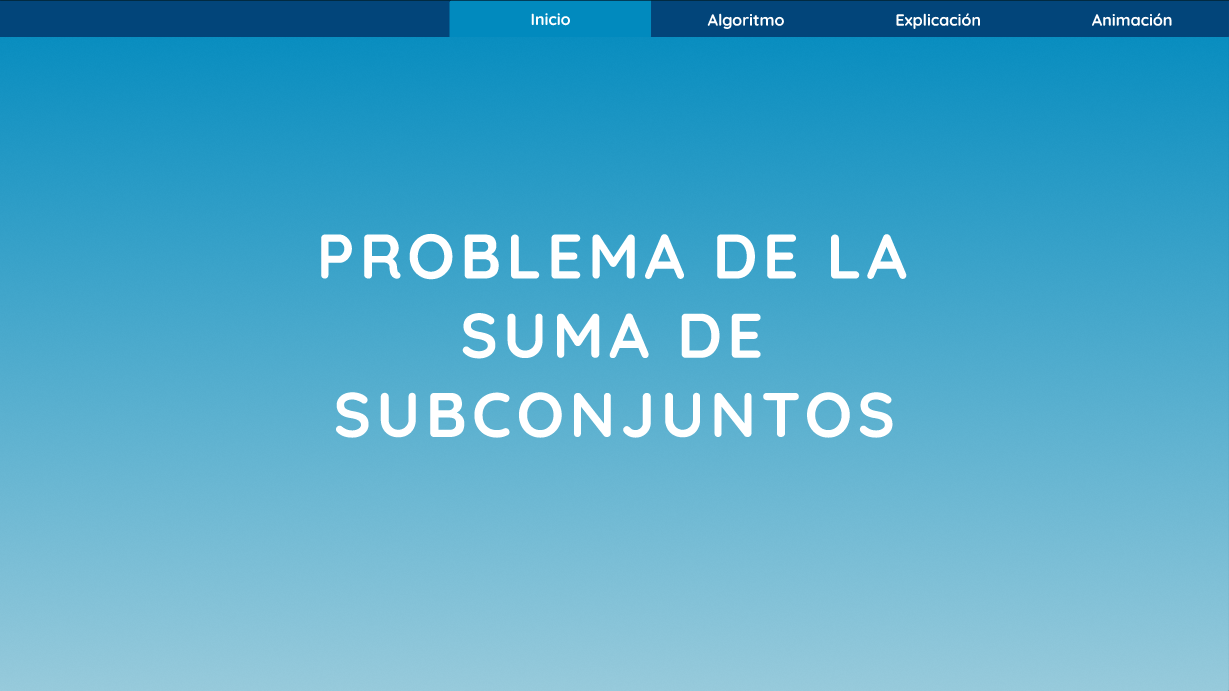 Inicio Algoritmo Explicación Animación
PROBLEMA DE LA
SUMA DE
SUBCONJUNTOS